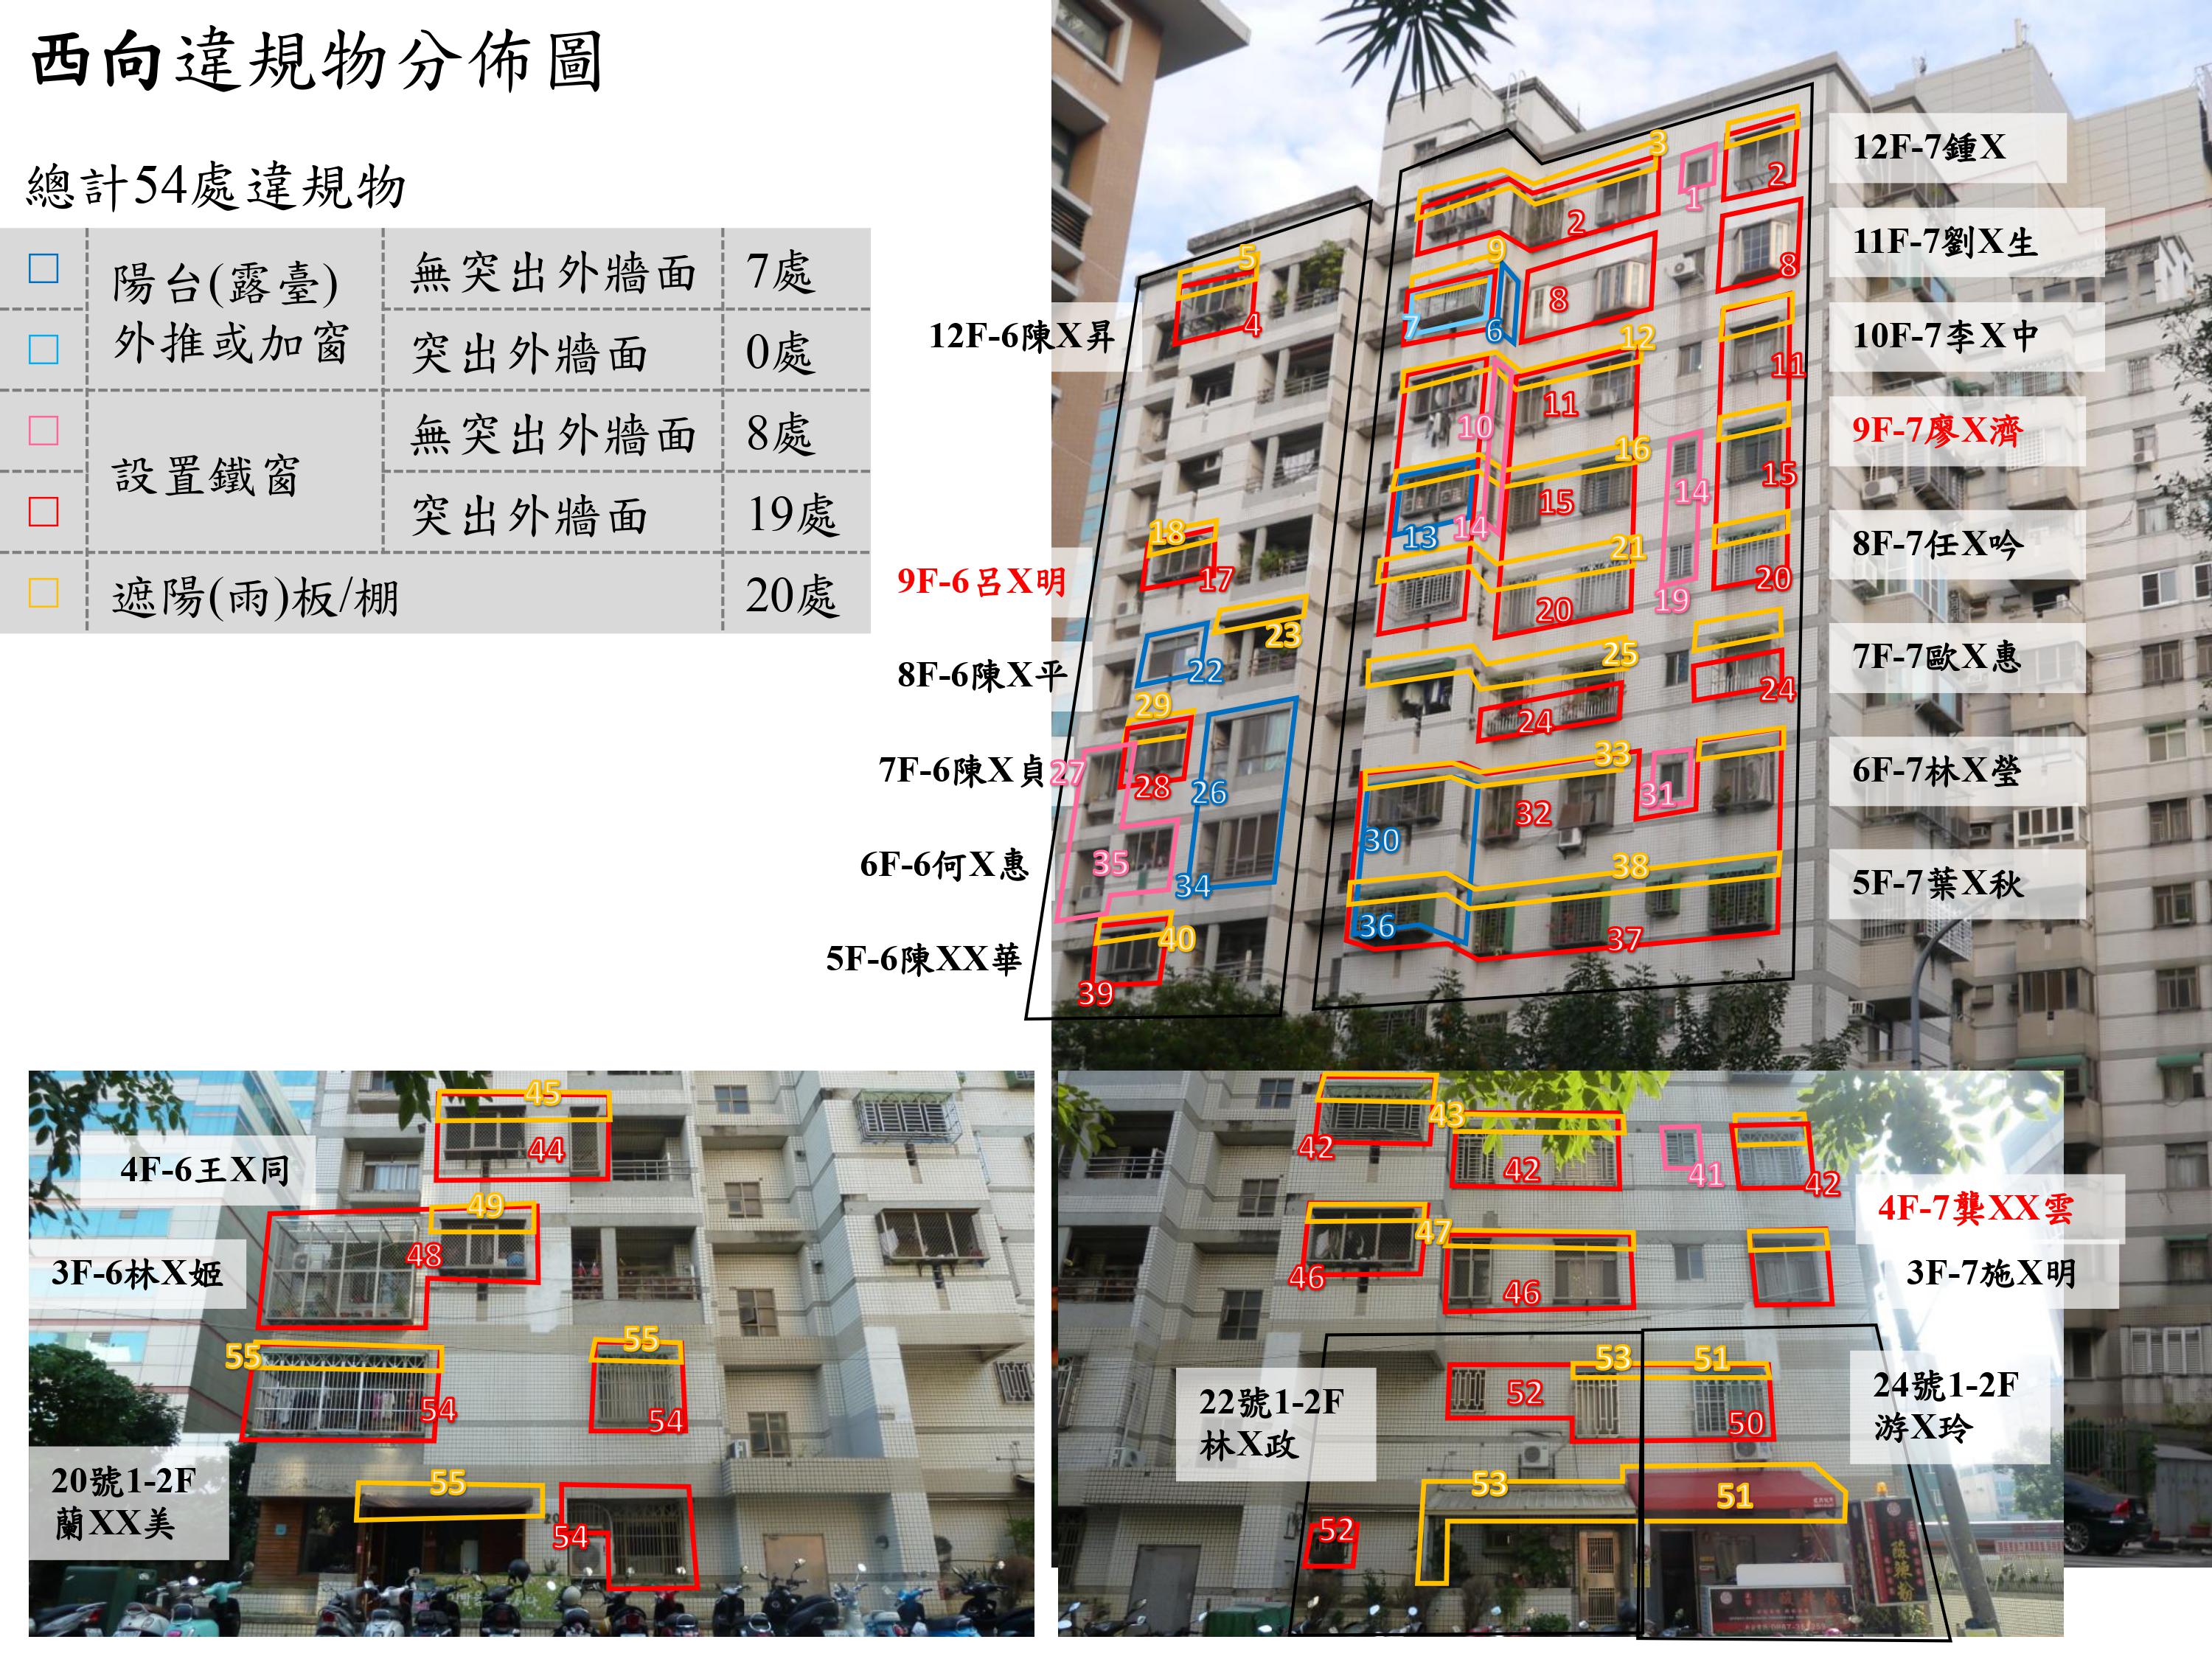 西向違規物分佈圖
總計54處違規物
陽台(露臺)外推或加窗
無突出外牆面 7處
突出外牆面 0處
設置鐵窗
無突出外牆面 8處
突出外牆面 19處
遮陽(雨)板/棚 20處
12F-7鍾X
11F-7劉X生
10F-7李X中
9F-7廖X濟
8F-7任X吟
7F-7歐X惠
6F-7林X瑩
5F-7葉X秋
12F-6陳X昇
9F-6呂X明
8F-6陳X平
7F-6陳X貞
6F-6何X惠
5F-6陳XX華
3
2
1
2
5
4
9
8
8
7
6
12
11
11
10
16
15
15
14
14
13
18
17
21
20
20
19
23
22
25
24
24
29
28
27
26
33
32
31
30
35
34
38
37
36
40
39
4F-6王X同
3F-6林X姬
20號1-2F
蘭XX美
45
44
49
48
55
55
54
54
55
54
4F-7龔XX雲
3F-7施X明
22號1-2F
林X政
24號1-2F
游X玲
43
42
42
41
42
47
46
46
53
51
52
50
53
51
52
酸辣粉